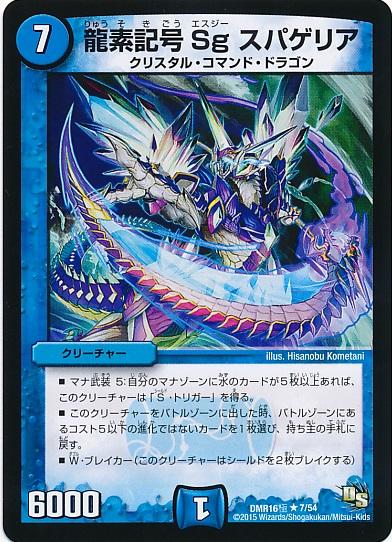 7
りゅう そ き ごう エスジー
龍素記号 Sg スパゲリア
クリスタル・コマンド・ドラゴン
クリーチャー
illus. Hisanobu Kometani
■ マナ武装 5:自分のマナゾーンに水のカードが5枚以上あれば、
このクリーチャーは「S・トリガー」を得る。
■ このクリーチャーをバトルゾーンに出した時、バトルゾーンにあ
るコスト5以下の進化ではないカードを1枚選び、持ち主の手札に
戻す。
■ W・ブレイカー(このクリーチャーはシールドを2枚ブレイクする)
6000
1
DMR16 ★ 7/54
©2015 Wizards/Shogakukan/Mitsui-Kids
DS